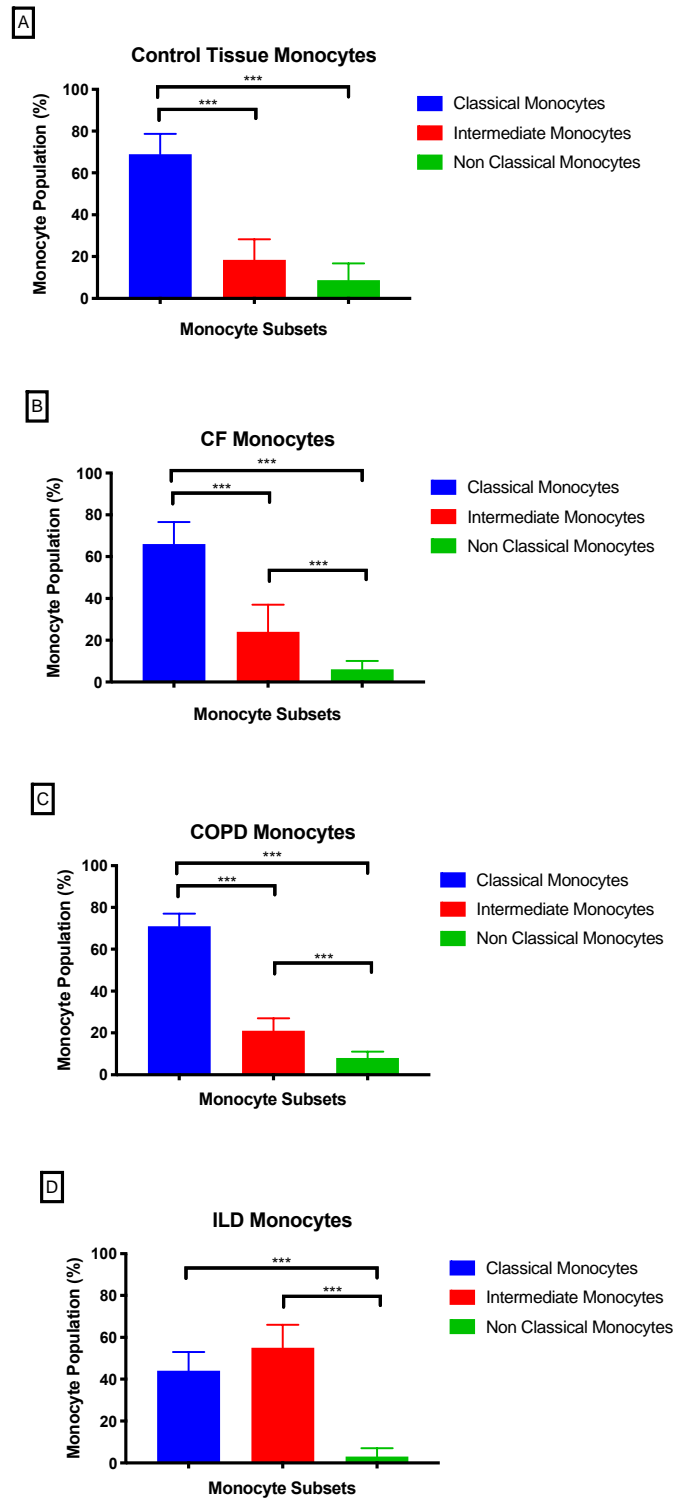 A
Control Tissue Monocytes
Monocyte Population (%)
100
80
60
40
20
0
***
***
Monocyte Subsets
Classical Monocytes
Intermediate Monocytes
Non Classical Monocytes
B
CF Monocytes
Monocyte Population (%)
100
80
60
40
20
0
***
***
***
Monocyte Subsets
Classical Monocytes
Intermediate Monocytes
Non Classical Monocytes
C
COPD Monocytes
Monocyte Population (%)
100
80
60
40
20
0
***
***
***
Monocyte Subsets
Classical Monocytes
Intermediate Monocytes
Non Classical Monocytes
D
ILD Monocytes
Monocyte Population (%)
100
80
60
40
20
0
***
***
Monocyte Subsets
Classical Monocytes
Intermediate Monocytes
Non Classical Monocytes